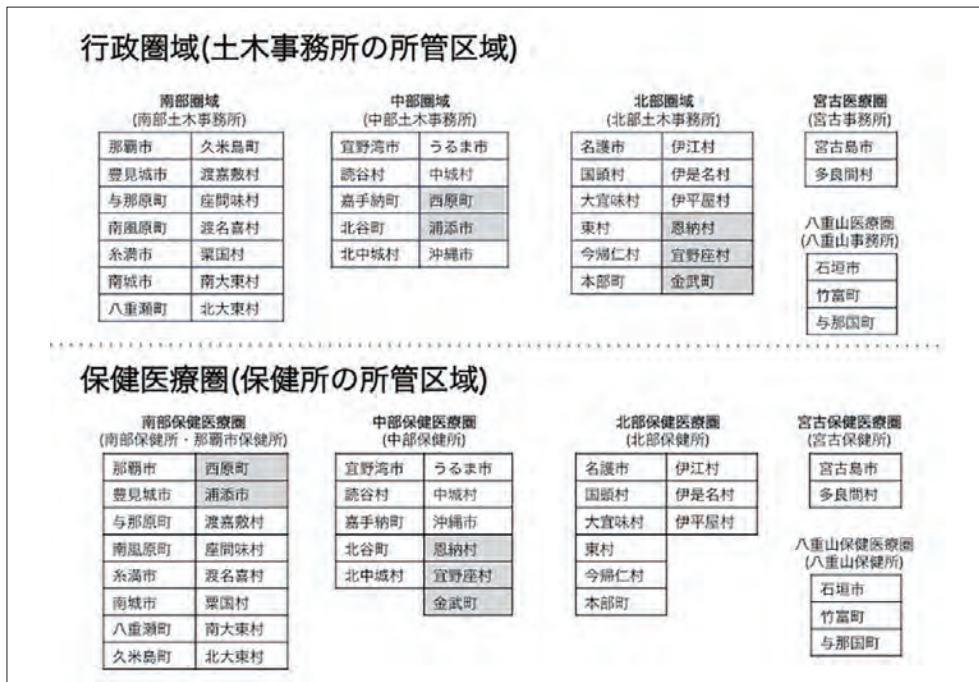 行政圏域(土木事務所の所管区域)
南部圏域
(南部土木事務所)
那覇市 久米島町
豊見城市 渡嘉敷村
与那原町 座間味村
南風原町 渡名喜村
糸満市 粟国村
南城市 南大東村
八重瀬町 北大東村
中部圏域
(中部土木事務所)
宜野湾市 うるま市
読谷村 中城村
嘉手納町 西原町
北谷町 浦添市
北中城村 沖縄市
北部圏域
(北部土木事務所)
名護市 伊江村
国頭村 伊是名村
大宜味村 伊平屋村
東村 恩納村
今帰仁村 宜野座村
本部町 金武町
宮古医療圏
(宮古事務所)
宮古島市
多良間村
八重山医療圏
(八重山事務所)
石垣市
竹富町
与那国町
保健医療圏(保健所の所管区域)
南部保健医療圏
(南部保健所・那覇市保健所)
那覇市 西原町
豊見城市 浦添市
与那原町 渡嘉敷村
南風原町 座間味村
糸満市 渡名喜村
南城市 粟国村
八重瀬町 南大東村
久米島町 北大東村
中部保健医療圏
(中部保健所)
宜野湾市 うるま市
読谷村 中城村
嘉手納町 沖縄市
北谷町 恩納村
北中城村 宜野座村
金武町
北部保健医療圏
(北部保健所)
名護市 伊江村
国頭村 伊是名村
大宜味村 伊平屋村
東村
今帰仁村
本部町
宮古保健医療圏
(宮古保健所)
宮古島市
多良間村
八重山保健医療圏
(八重山保健所)
石垣市
竹富町
与那国町